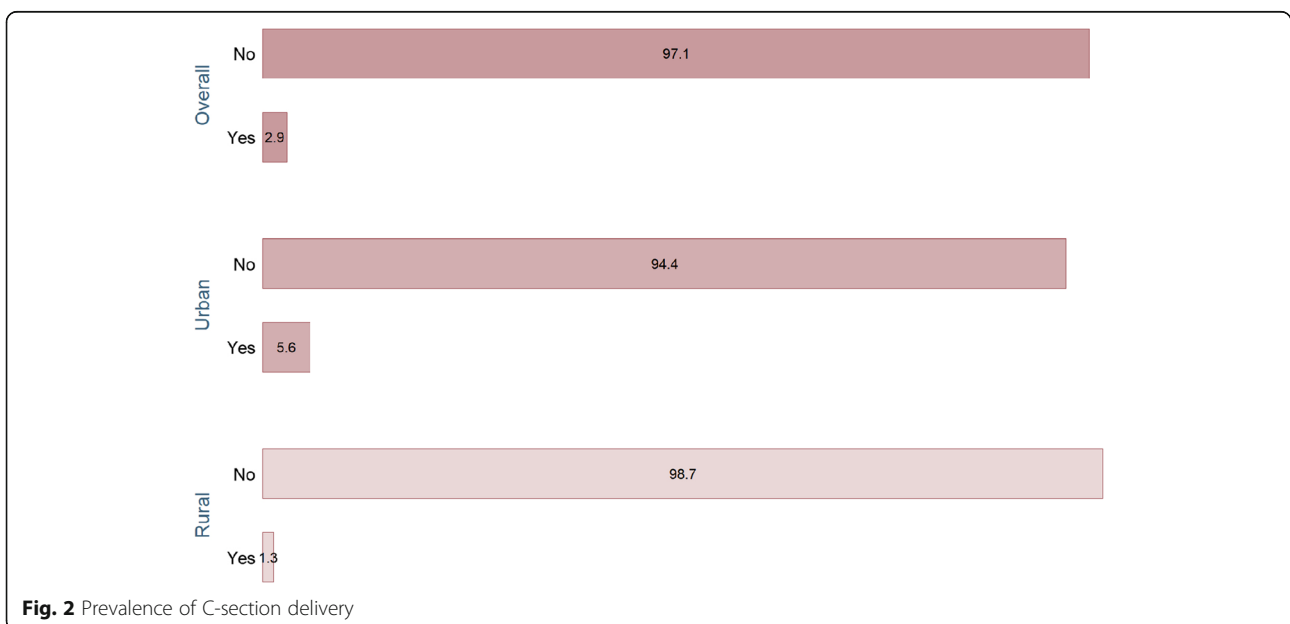 Overall
No
97.1
Yes
2.9
Urban
No
94.4
Yes
5.6
Rural
No
98.7
Yes
1.3
Fig. 2 Prevalence of C-section delivery